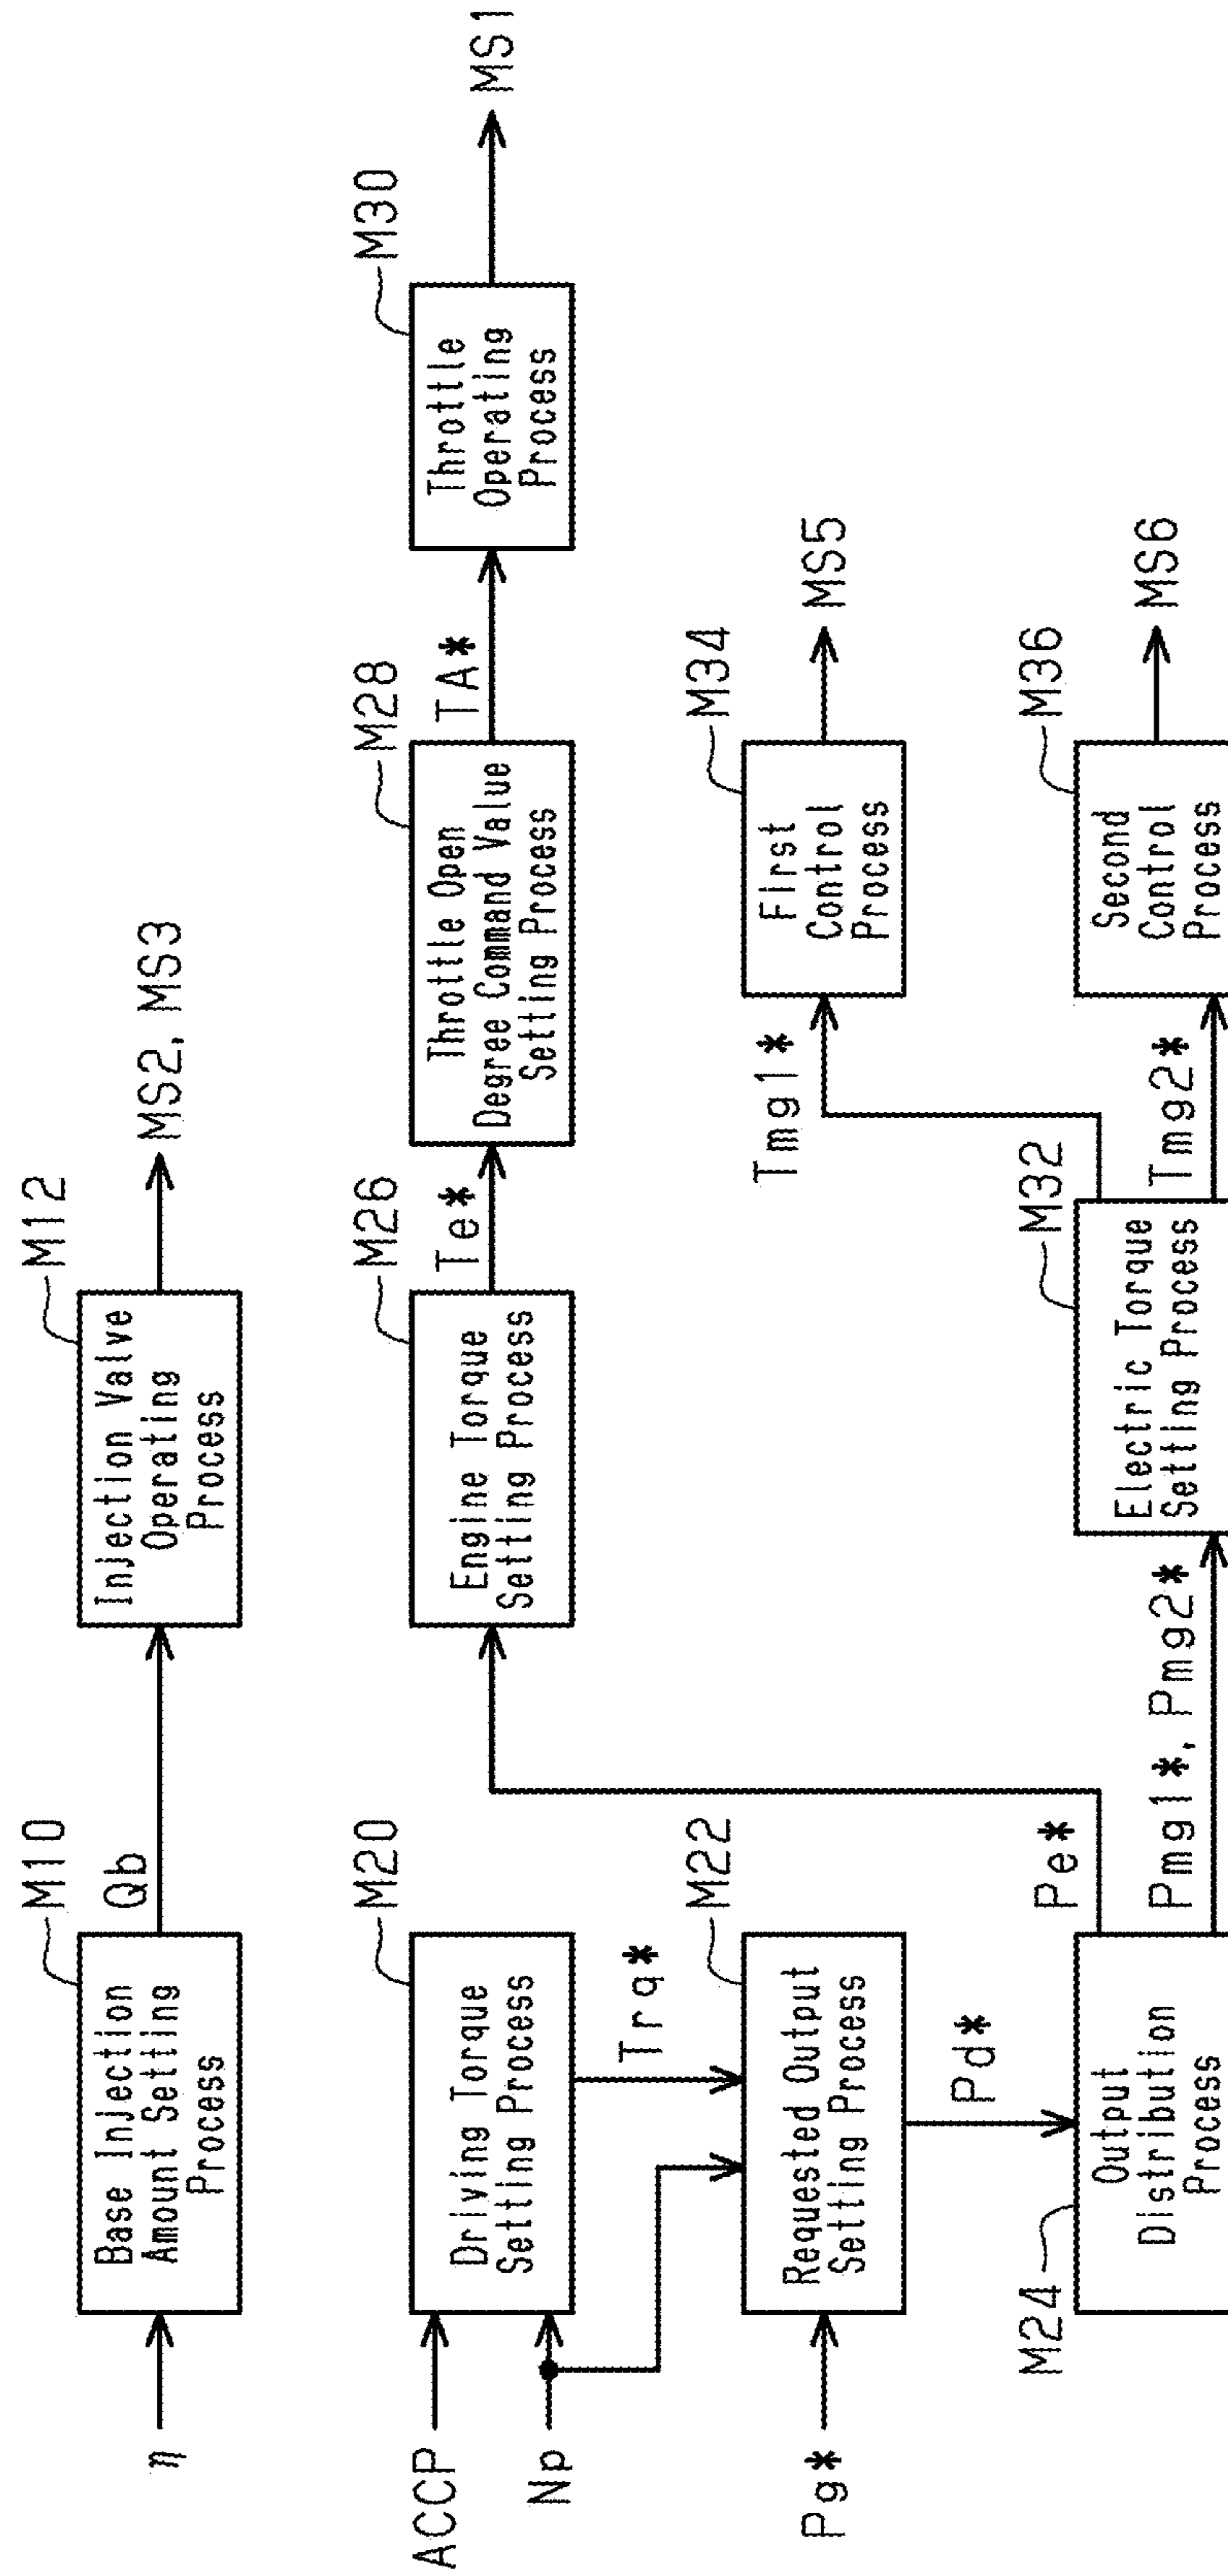 M10
M12
η
Base Injection
Amount Setting
Process
Qb
Injection Valve
Operating
Process
MS2, MS3
M20
M26
M28
M30
ACCP
Np
Driving Torque
Setting Process
Engine Torque
Setting Process
Te*
Throttle Open
Degree Command Value
Setting Process
TA*
Throttle
Operating
Process
MS1
Trq*
M22
M34
Pg*
Requested Output
Setting Process
Tmg1*
First
Control
Process
MS5
Pd*
M24
Pe*
M32
M36
Output
Distribution
Process
Pmg1*, Pmg2*
Electric Torque
Setting Process
Tmg2*
Second
Control
Process
MS6